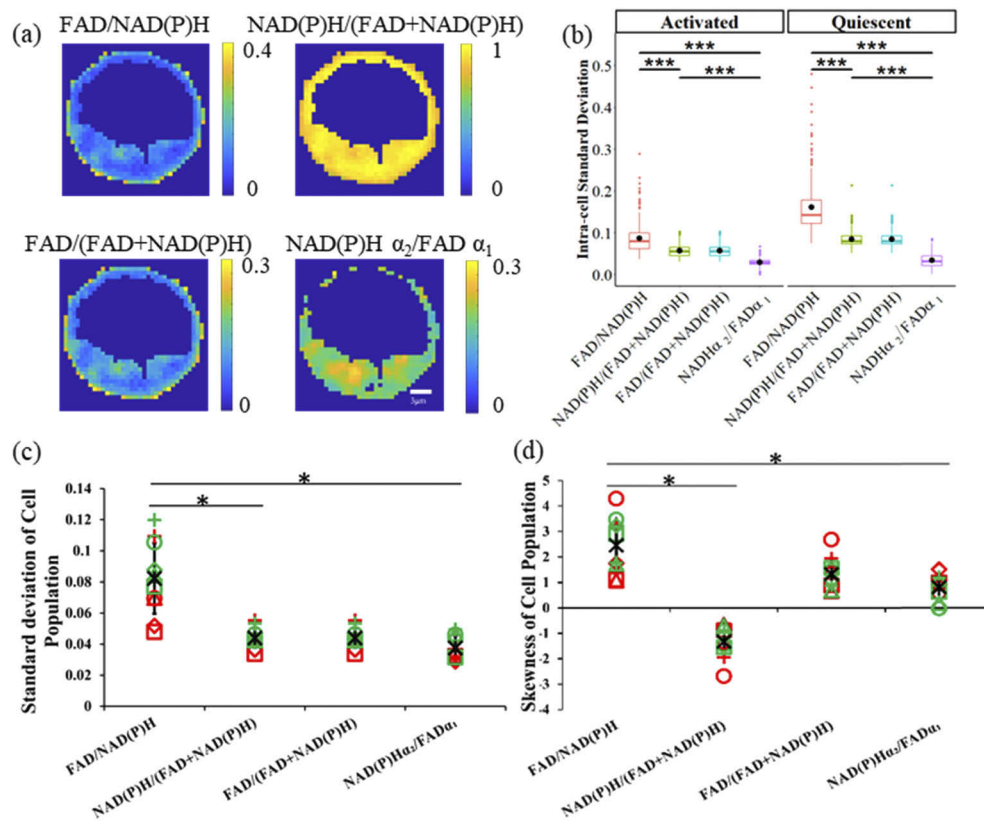 (a)
FAD/NAD(P)H
NAD(P)H/(FAD+NAD(P)H)
0.4
0
1
0
FAD/(FAD+NAD(P)H)
NAD(P)H α2/FAD α1
0.3
0
0.3
0
3μm
(b)
Activated
Quiescent
***
***
***
***
***
***
Intra-cell Standard Deviation
0.5
0.4
0.3
0.2
0.1
0.0
FAD/NAD(P)H
NAD(P)H/(FAD+NAD(P)H)
FAD/(FAD+NAD(P)H)
NADHα_2/FADα_1
FAD/NAD(P)H
NAD(P)H/(FAD+NAD(P)H)
FAD/(FAD+NAD(P)H)
NADHα_2/FADα_1
(c)
*
*
Standard deviation of Cell
Population
0.14
0.12
0.1
0.08
0.06
0.04
0.02
0
FAD/NAD(P)H
NAD(P)H/(FAD+NAD(P)H)
FAD/(FAD+NAD(P)H)
NAD(P)Hα₂/FADα₁
(d)
*
*
Skewness of Cell Population
5
4
3
2
1
0
-1
-2
-3
-4
FAD/NAD(P)H
NAD(P)H/(FAD+NAD(P)H)
FAD/(FAD+NAD(P)H)
NAD(P)Hα₂/FADα₁